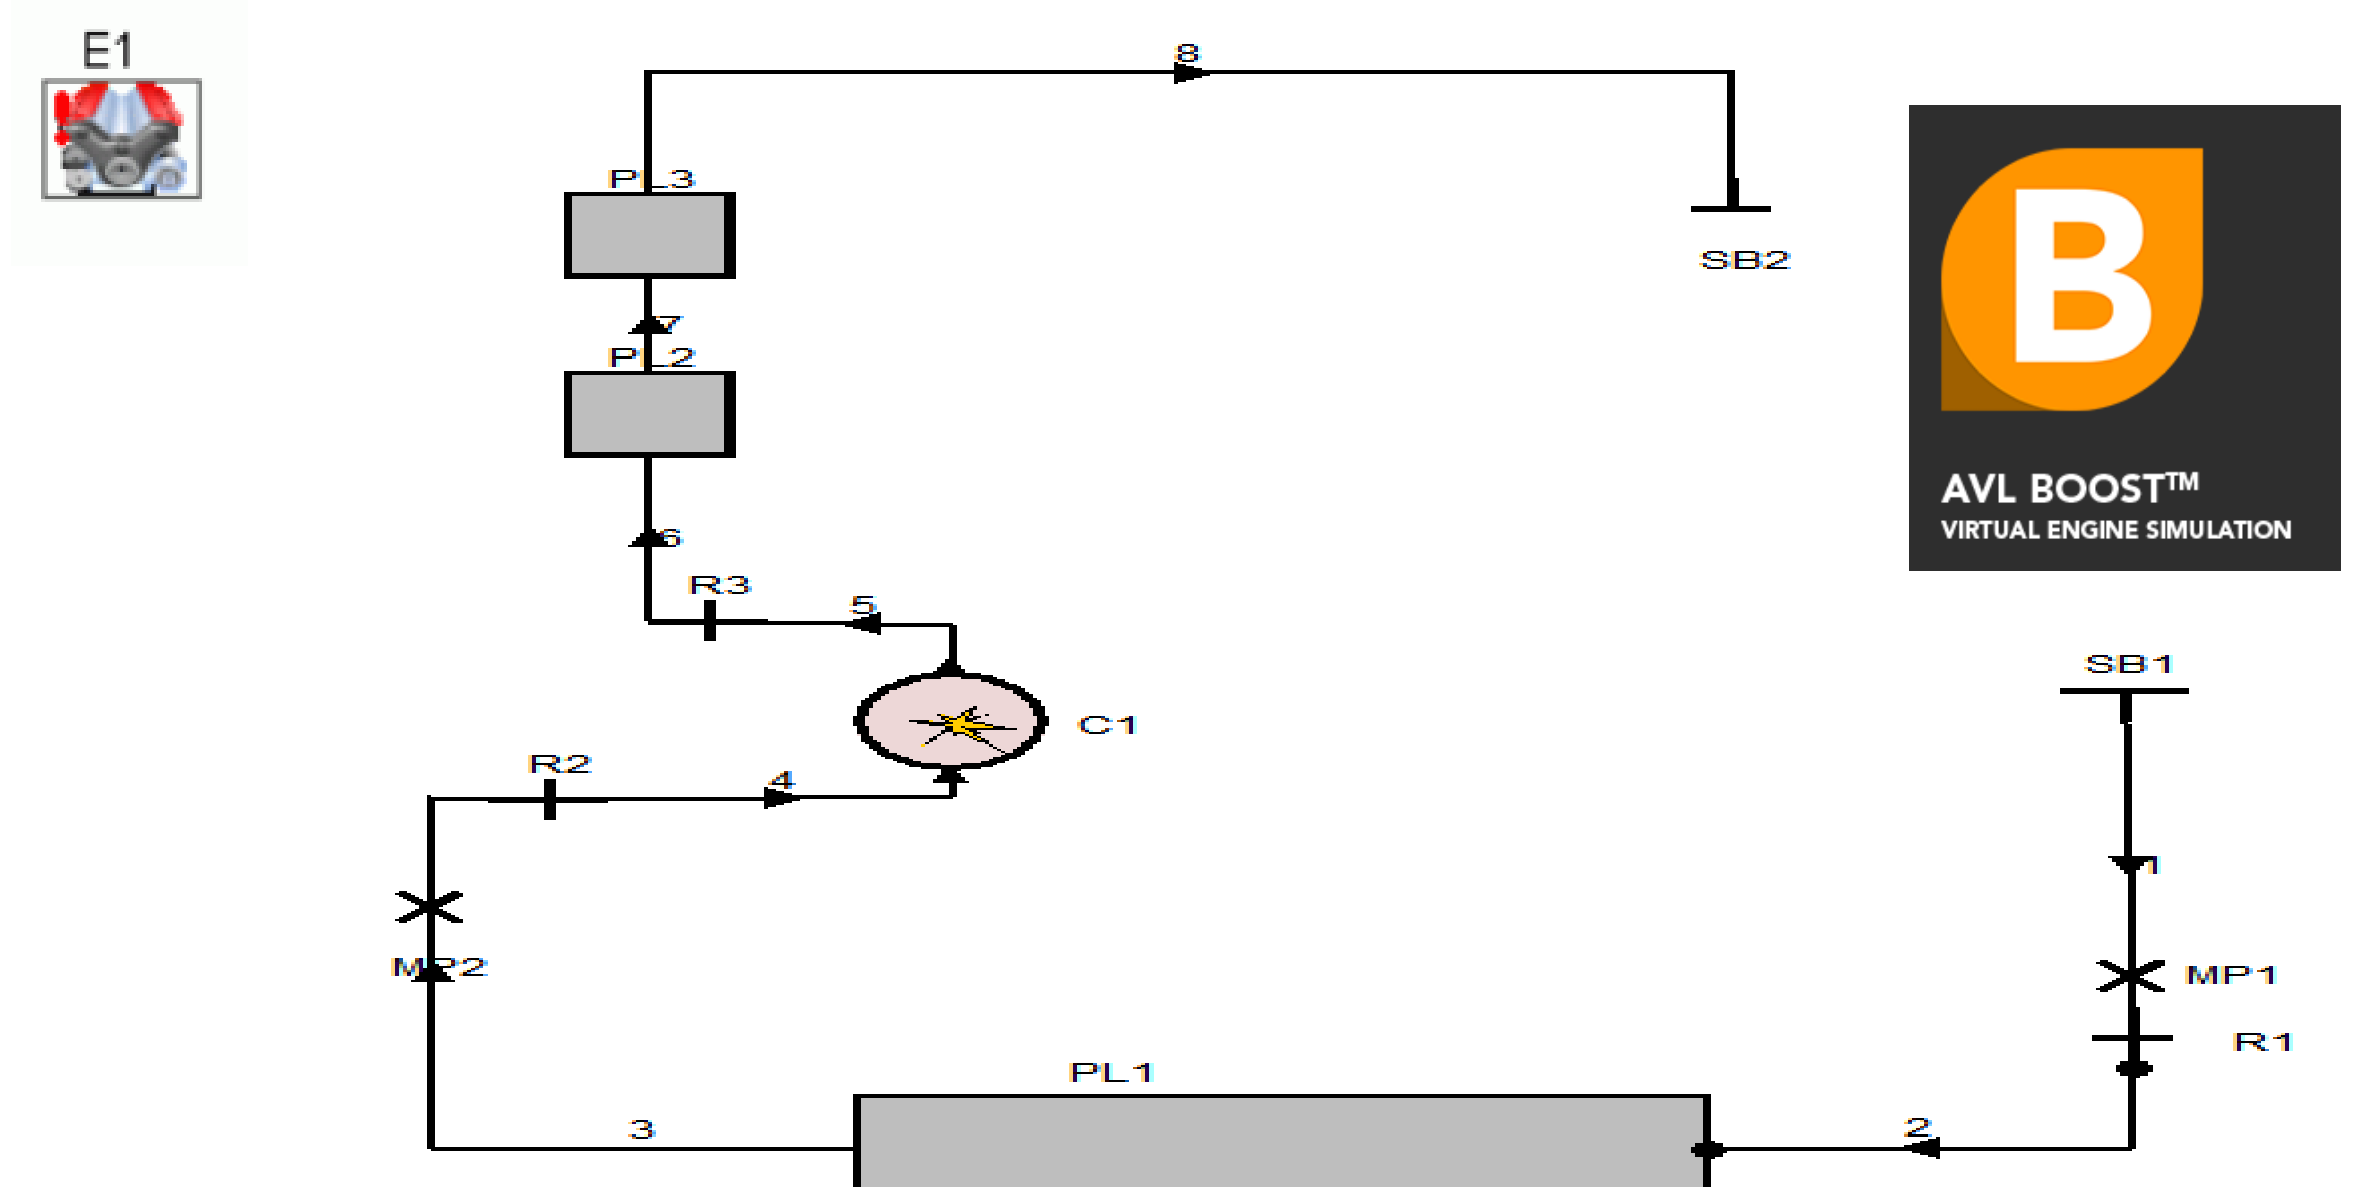 E1
8
PL3
SB2
B
7
PL2
AVL BOOST™
VIRTUAL ENGINE SIMULATION
6
R3
5
SB1
C1
R2
4
1
MP2
MP1
R1
PL1
3
2